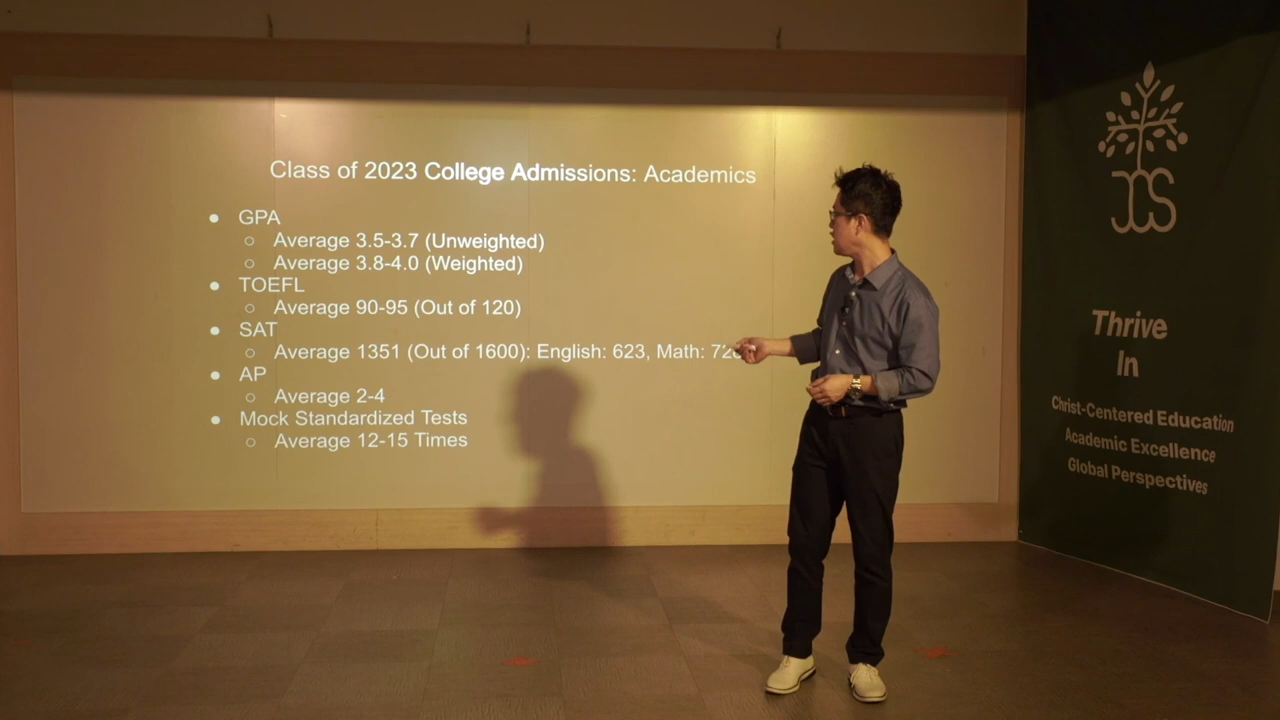 Class of 2023 College Admissions: Academics
● GPA
○ Average 3.5-3.7 (Unweighted)
○ Average 3.8-4.0 (Weighted)
● TOEFL
○ Average 90-95 (Out of 120)
● SAT
○ Average 1351 (Out of 1600): English: 623, Math:
● AP
○ Average 2-4
● Mock Standardized Tests
○ Average 12-15 Times
JCS
Thrive
In
Christ-Centered Education
Academic Excellence
Global Perspectives